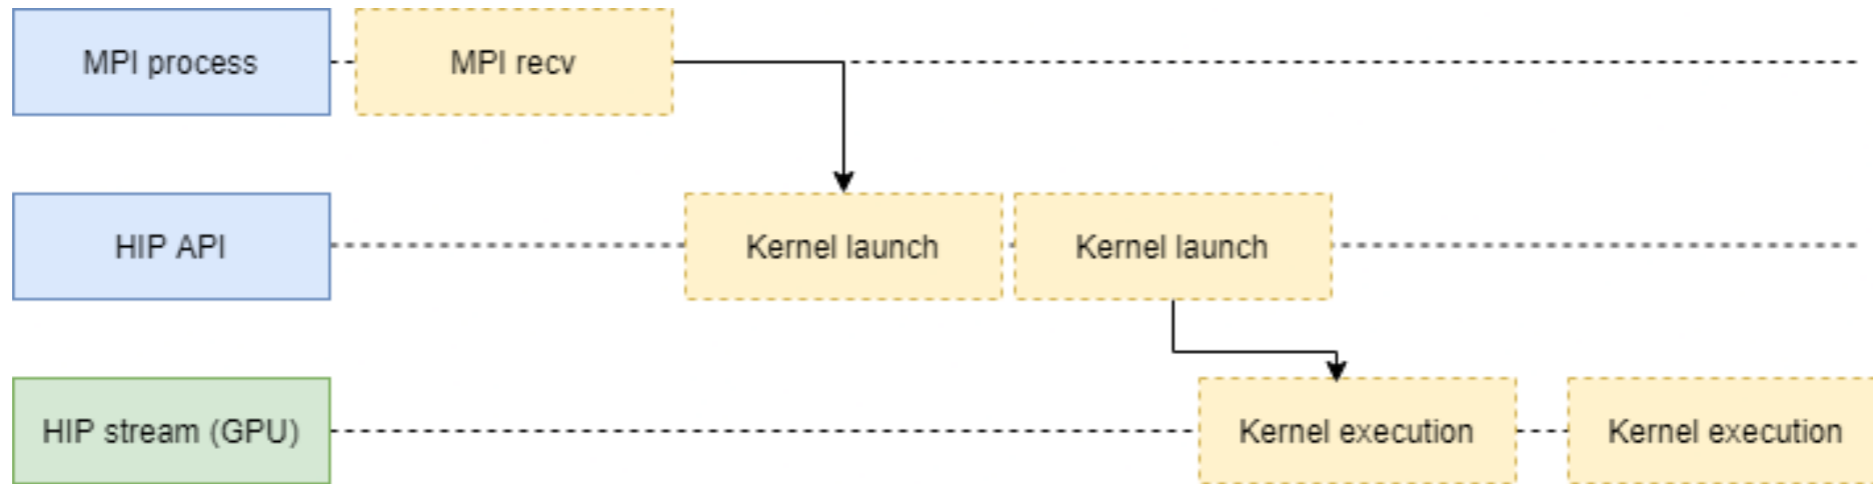 MPI process
MPI recv
HIP API
Kernel launch
Kernel launch
HIP stream (GPU)
Kernel execution
Kernel execution